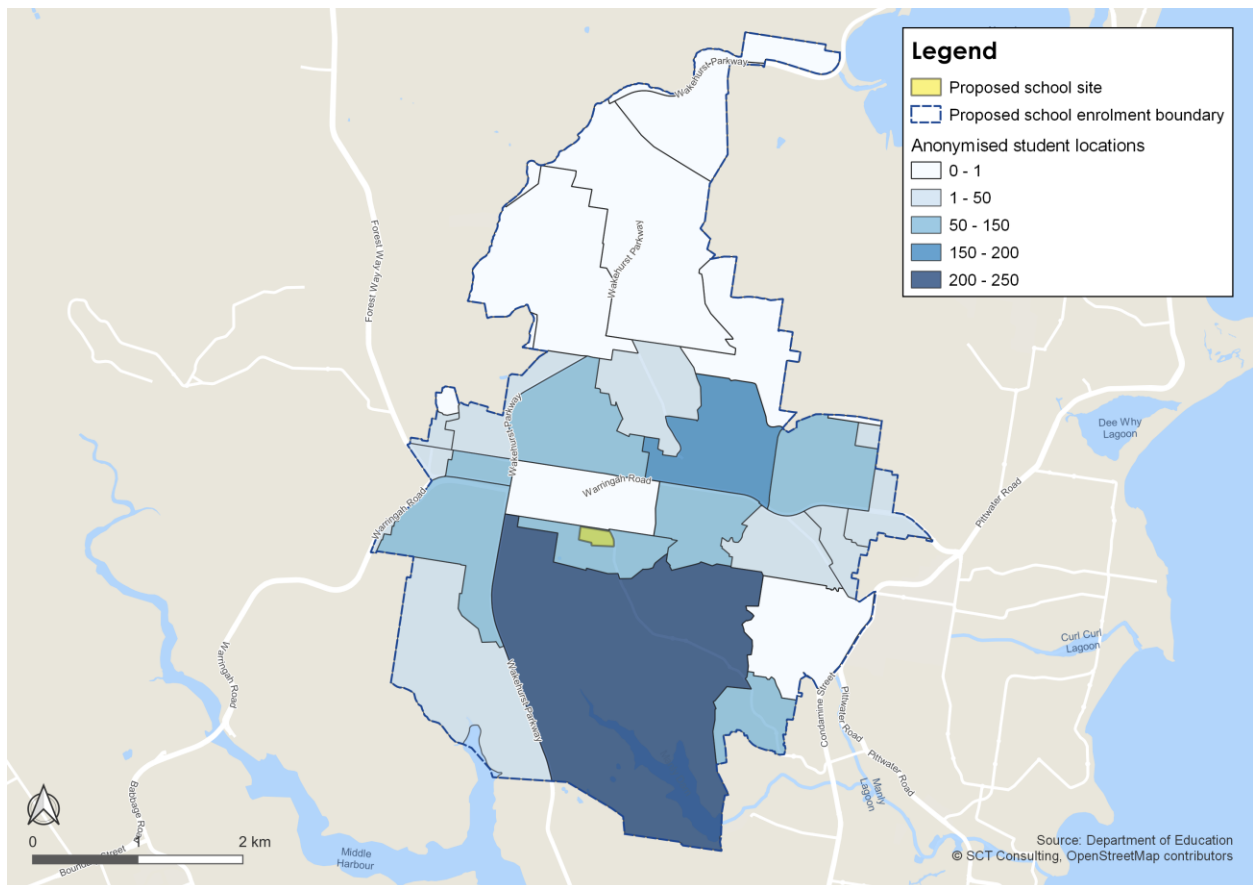 Legend
Proposed school site
Proposed school enrolment boundary
Anonymised student locations
0 - 1
1 - 50
50 - 150
150 - 200
200 - 250
Wakehurst Parkway
Forest Way
Forest Way
Wakehurst Parkway
Wakehurst Parkway
Dee Why
Lagoon
Warringah Road
Warringah Road
Pittwater Road
Curl Curl
Lagoon
Warringah Road
Wakehurst Parkway
Condamine Street
Pittwater Road
Pittwater Road
Manly
Lagoon
Babbage Road
Boundary Street
Middle
Harbour
0
1
2 km
Source: Department of Education
© SCT Consulting, OpenStreetMap contributors